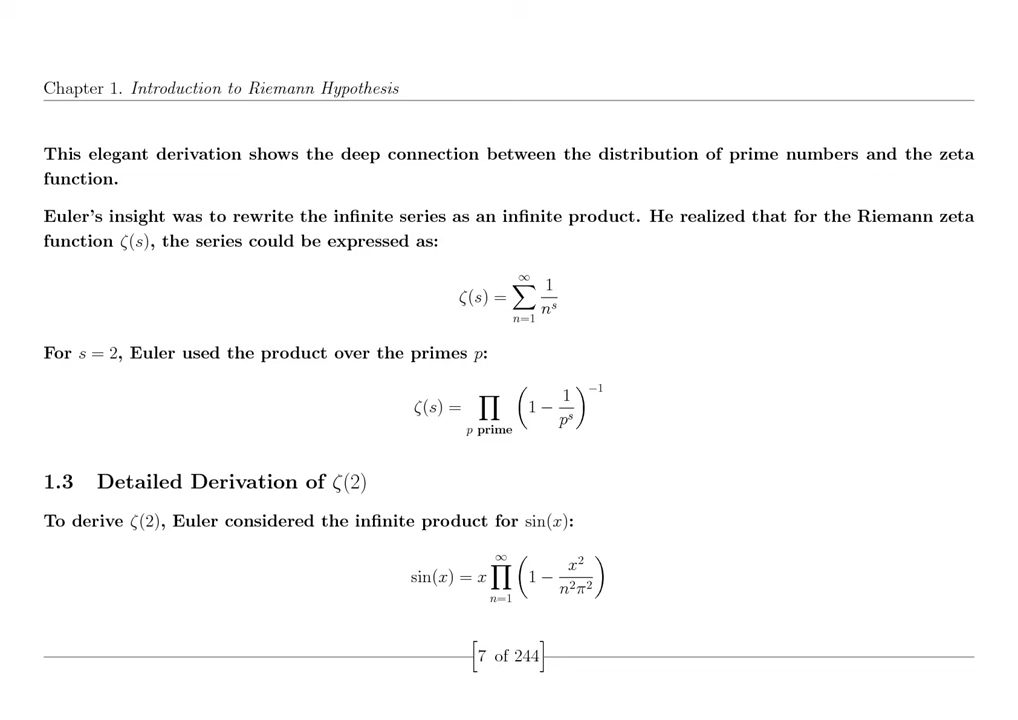 Chapter 1. Introduction to Riemann Hypothesis
This elegant derivation shows the deep connection between the distribution of prime numbers and the zeta
function.
Euler's insight was to rewrite the infinite series as an infinite product. He realized that for the Riemann zeta
function ζ(s), the series could be expressed as:
ζ(s) = ∑_{n=1}^{∞} 1/n^s
For s = 2, Euler used the product over the primes p:
ζ(s) = ∏_{p prime} (1 − 1/p^s)^{−1}
1.3 Detailed Derivation of ζ(2)
To derive ζ(2), Euler considered the infinite product for sin(x):
sin(x) = x ∏_{n=1}^{∞} (1 − x^2/(n^2π^2))
[7 of 244]